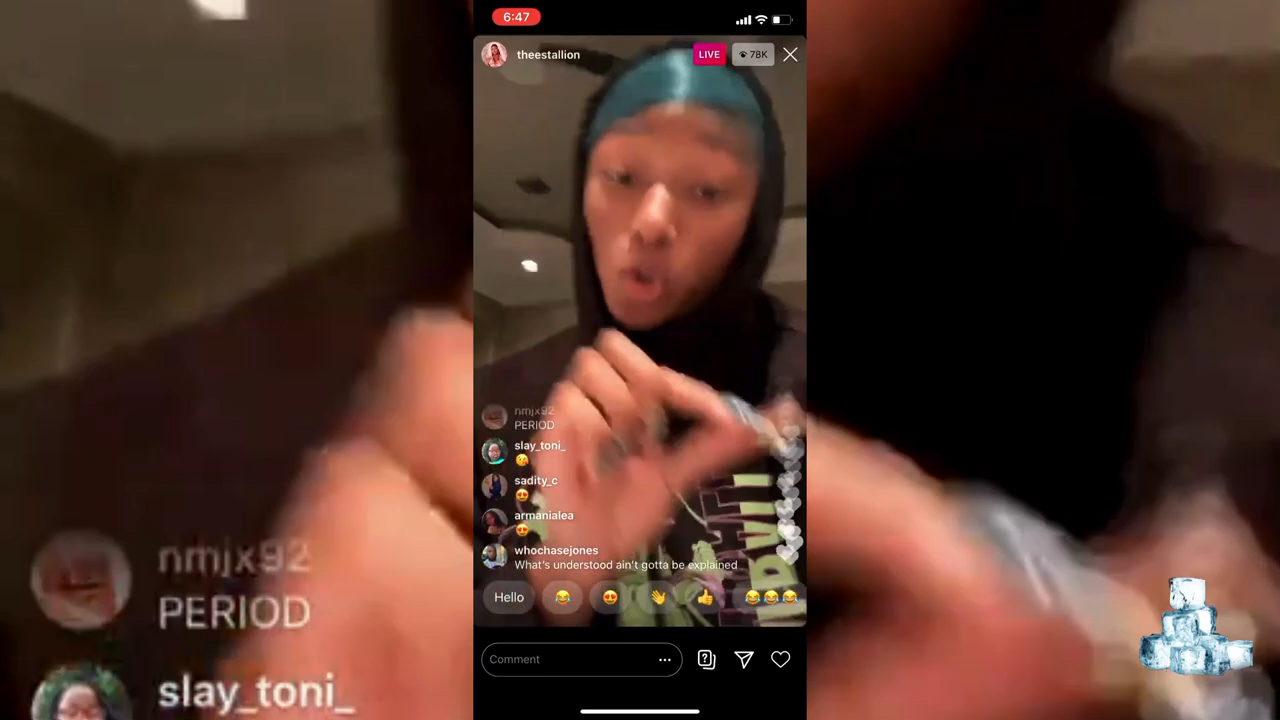 6:47
theestallion
LIVE
78K
nmjx92
PERIOD
slay_toni_
sadity_c
armanialea
whochasejones
What's understood ain't gotta be explained
Hello
Comment
nmjx92
PERIOD
slay_toni_